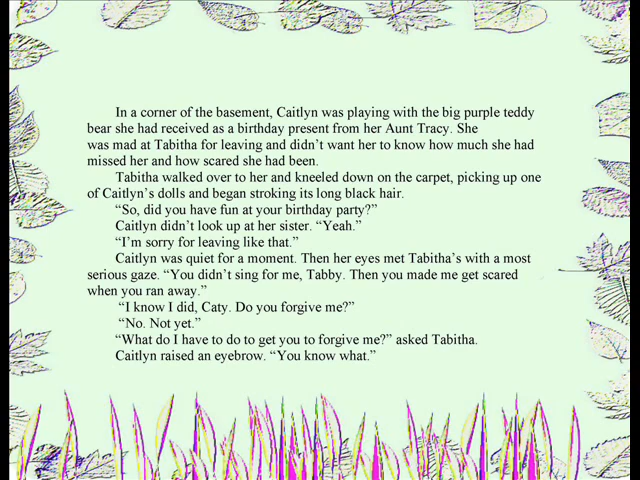 In a corner of the basement, Caitlyn was playing with the big purple teddy
bear she had received as a birthday present from her Aunt Tracy. She
was mad at Tabitha for leaving and didn’t want her to know how much she had
missed her and how scared she had been.
Tabitha walked over to her and kneeled down on the carpet, picking up one
of Caitlyn’s dolls and began stroking its long black hair.
“So, did you have fun at your birthday party?”
Caitlyn didn’t look up at her sister. “Yeah.”
“I’m sorry for leaving like that.”
Caitlyn was quiet for a moment. Then her eyes met Tabitha’s with a most
serious gaze. “You didn’t sing for me, Tabby. Then you made me get scared
when you ran away.”
“I know I did, Caty. Do you forgive me?”
“No. Not yet.”
“What do I have to do to get you to forgive me?” asked Tabitha.
Caitlyn raised an eyebrow. “You know what.”